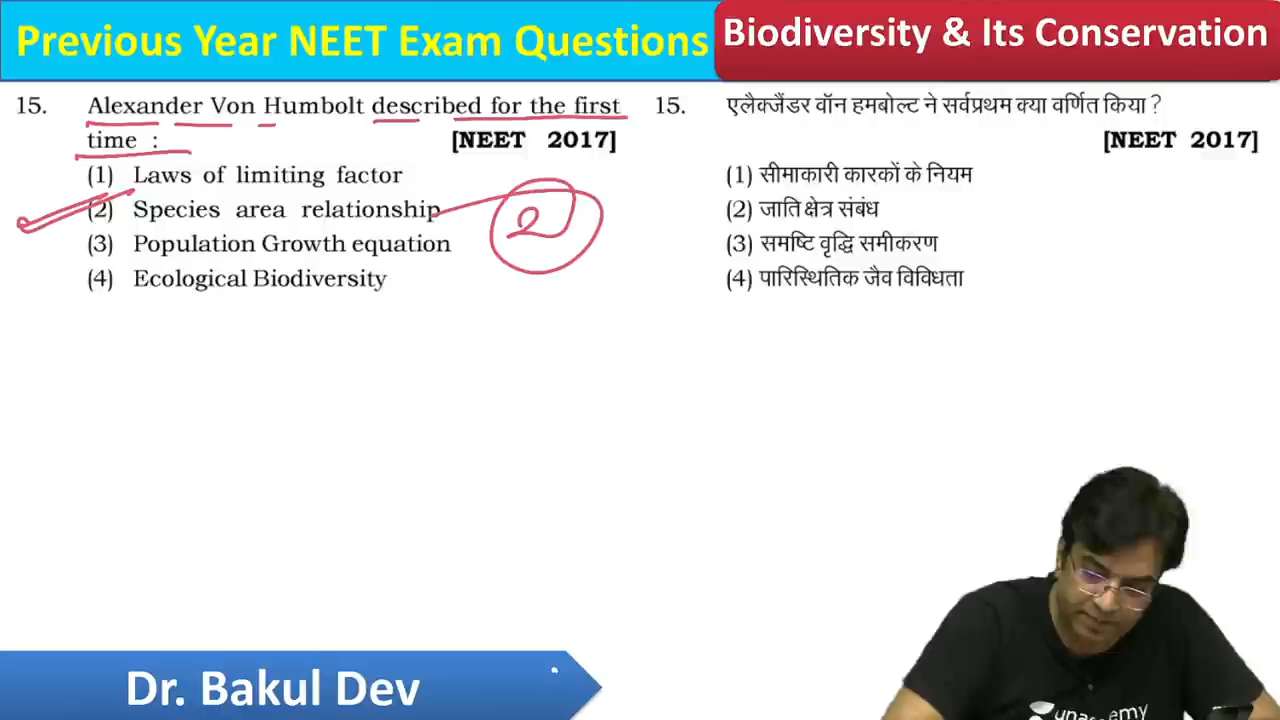 Previous Year NEET Exam Questions
Biodiversity & Its Conservation
15. Alexander Von Humbolt described for the first
time : [NEET 2017]
(1) Laws of limiting factor
(2) Species area relationship
(3) Population Growth equation
(4) Ecological Biodiversity
2
15. एलैक्जैंडर वॉन हमबोल्ट ने सर्वप्रथम क्या वर्णित किया ?
[NEET 2017]
(1) सीमाकारी कारकों के नियम
(2) जाति क्षेत्र संबंध
(3) समष्टि वृद्धि समीकरण
(4) पारिस्थितिक जैव विविधता
Dr. Bakul Dev
unacademy